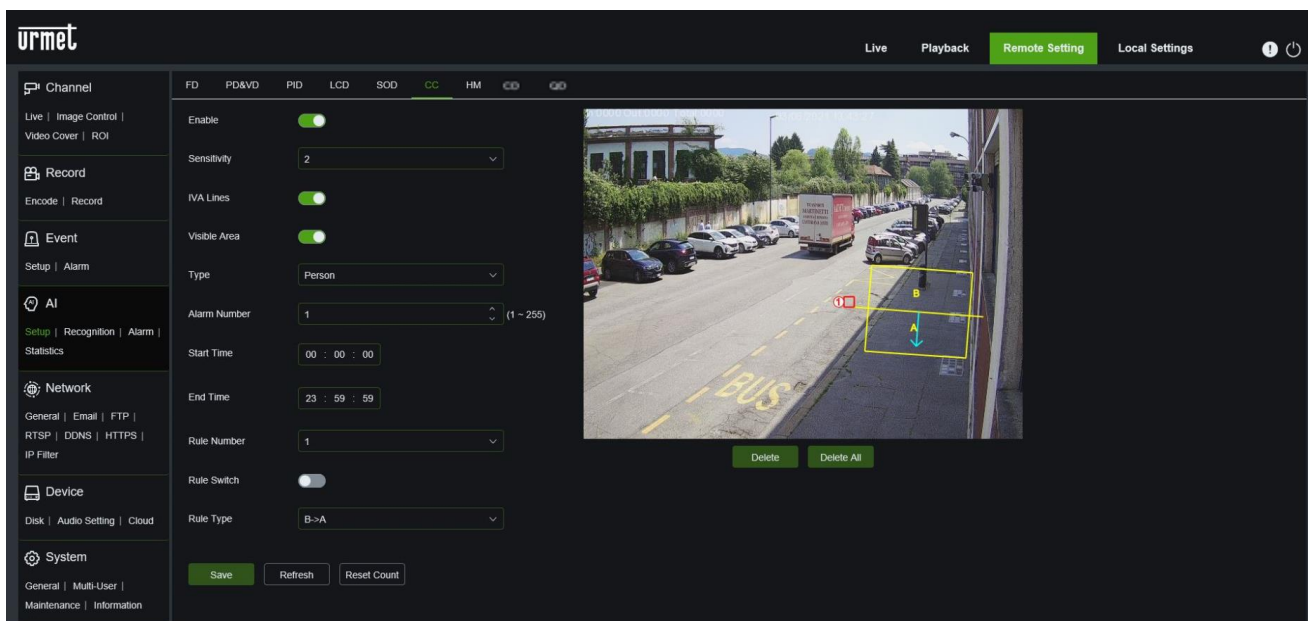 urmet
Live Playback Remote Setting Local Settings
Channel
Live | Image Control |
Video Cover | ROI
Record
Encode | Record
Event
Setup | Alarm
AI
Setup | Recognition | Alarm |
Statistics
Network
General | Email | FTP |
RTSP | DDNS | HTTPS |
IP Filter
Device
Disk | Audio Setting | Cloud
System
General | Multi-User |
Maintenance | Information
FD PD&VD PID LCD SOD CC HM
Enable
Sensitivity 2
IVA Lines
Visible Area
Type Person
Alarm Number 1 (1 ~ 255)
Start Time 00 : 00 : 00
End Time 23 : 59 : 59
Rule Number 1
Rule Switch
Rule Type B->A
Save Refresh Reset Count
1
B
A
BUS
Delete Delete All